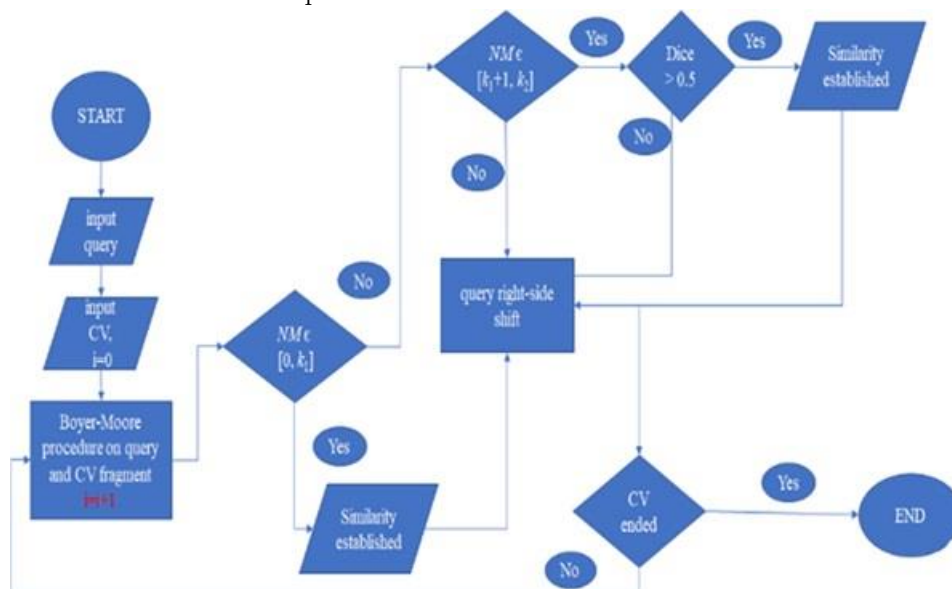 START
input
query
input
CV,
i=0
Boyer-Moore
procedure on query
and CV fragment
i=i+1
NM ϵ
[0, k₁]
No
Yes
Similarity
established
NM ϵ
[k₁+1, k₂]
Yes
No
Dice
> 0.5
Yes
No
Similarity
established
query right-side
shift
CV
ended
Yes
No
END